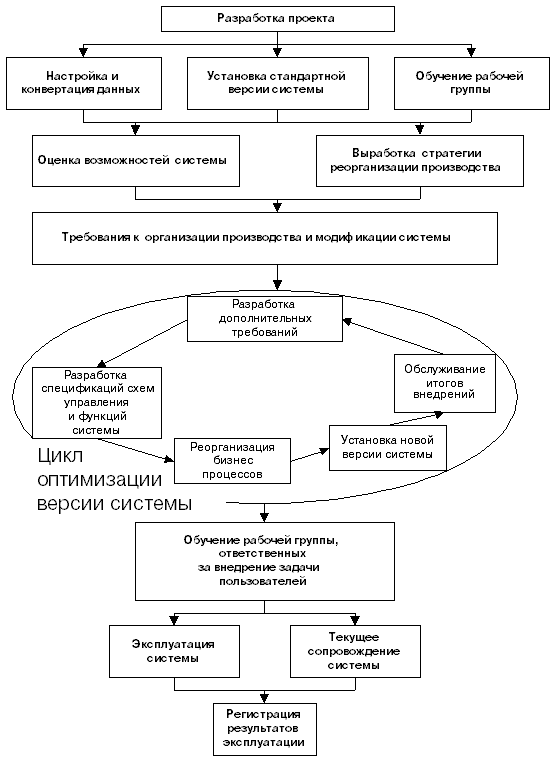 Разработка проекта
Настройка и
конвертация данных
Установка стандартной
версии системы
Обучение рабочей
группы
Оценка возможностей системы
Выработка стратегии
реорганизации производства
Требования к организации производства и модификации системы
Разработка
дополнительных
требований
Разработка
спецификаций схем
управления
и функций
системы
Обслуживание
итогов
внедрений
Реорганизация
бизнес
процессов
Установка новой
версии системы
Цикл
оптимизации
версии системы
Обучение рабочей группы,
ответственных
за внедрение задачи
пользователей
Эксплуатация
системы
Текущее
сопровождение
системы
Регистрация
результатов
эксплуатации